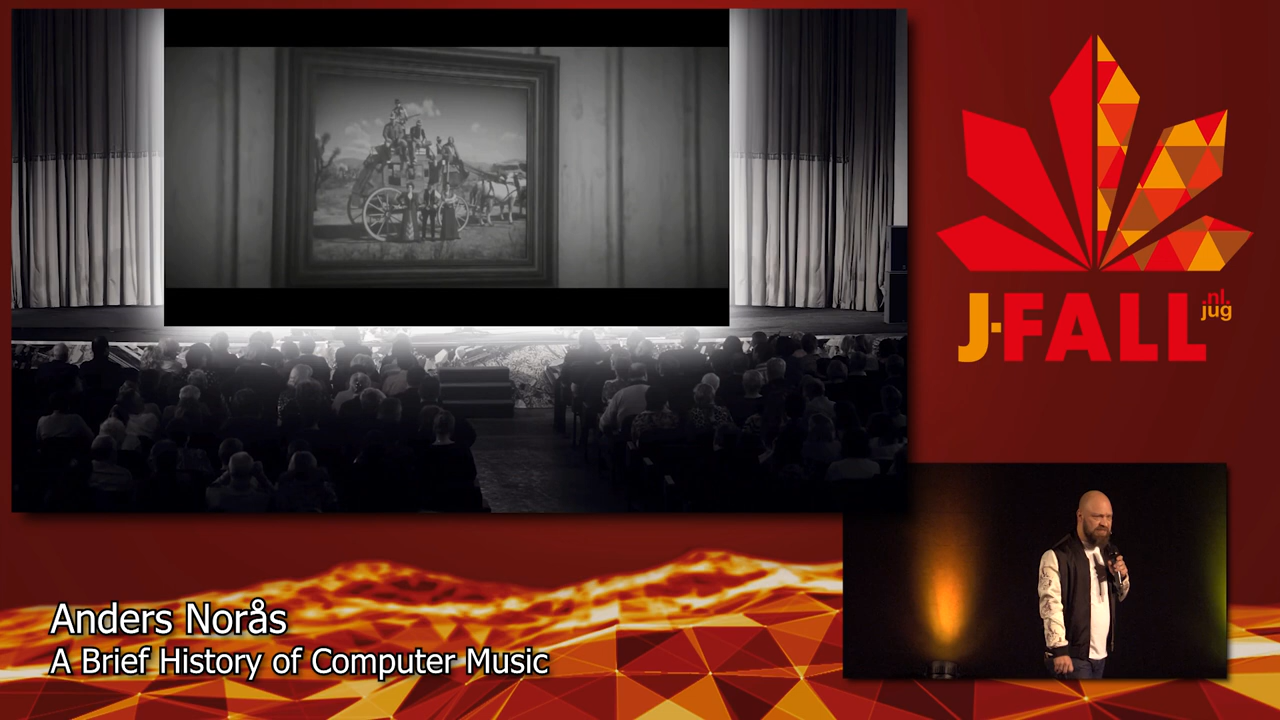 J-FALL
.nl.
jug
Anders Norås
A Brief History of Computer Music